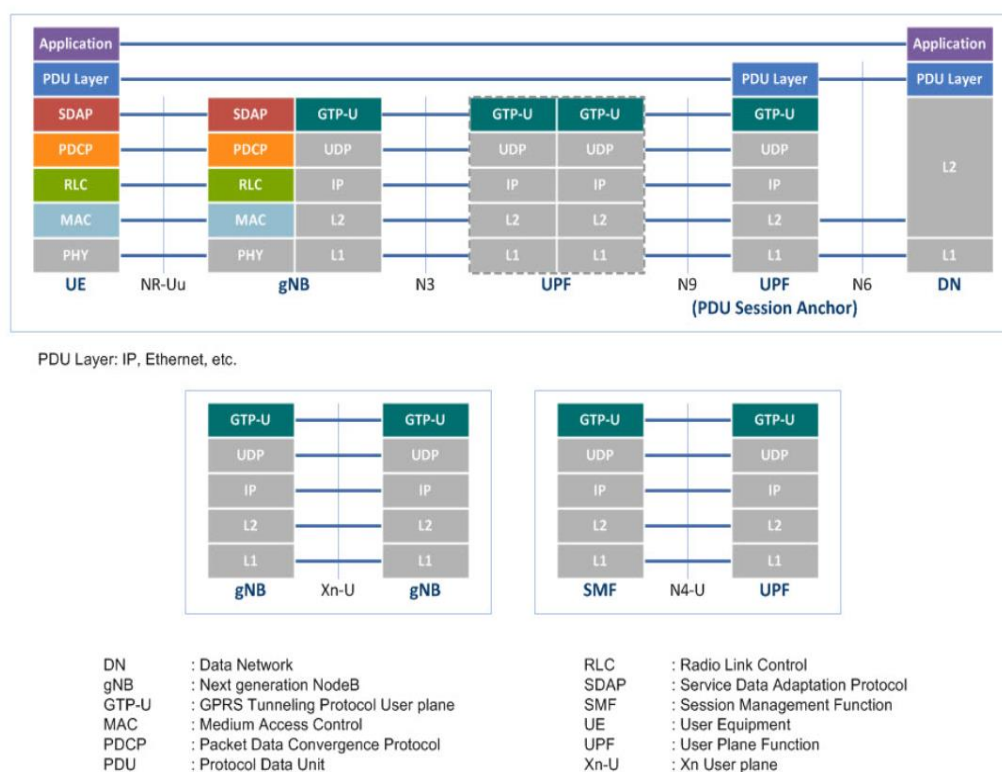 Application Application
PDU Layer PDU Layer PDU Layer
SDAP SDAP GTP-U GTP-U GTP-U GTP-U
PDCP PDCP UDP UDP UDP UDP
RLC RLC IP IP IP IP L2
MAC MAC L2 L2 L2 L2
PHY PHY L1 L1 L1 L1 L1
UE NR-Uu gNB N3 UPF N9 UPF N6 DN
(PDU Session Anchor)
PDU Layer: IP, Ethernet, etc.
GTP-U GTP-U
UDP UDP
IP IP
L2 L2
L1 L1
gNB Xn-U gNB
GTP-U GTP-U
UDP UDP
IP IP
L2 L2
L1 L1
SMF N4-U UPF
DN : Data Network
gNB : Next generation NodeB
GTP-U : GPRS Tunneling Protocol User plane
MAC : Medium Access Control
PDCP : Packet Data Convergence Protocol
PDU : Protocol Data Unit
RLC : Radio Link Control
SDAP : Service Data Adaptation Protocol
SMF : Session Management Function
UE : User Equipment
UPF : User Plane Function
Xn-U : Xn User plane